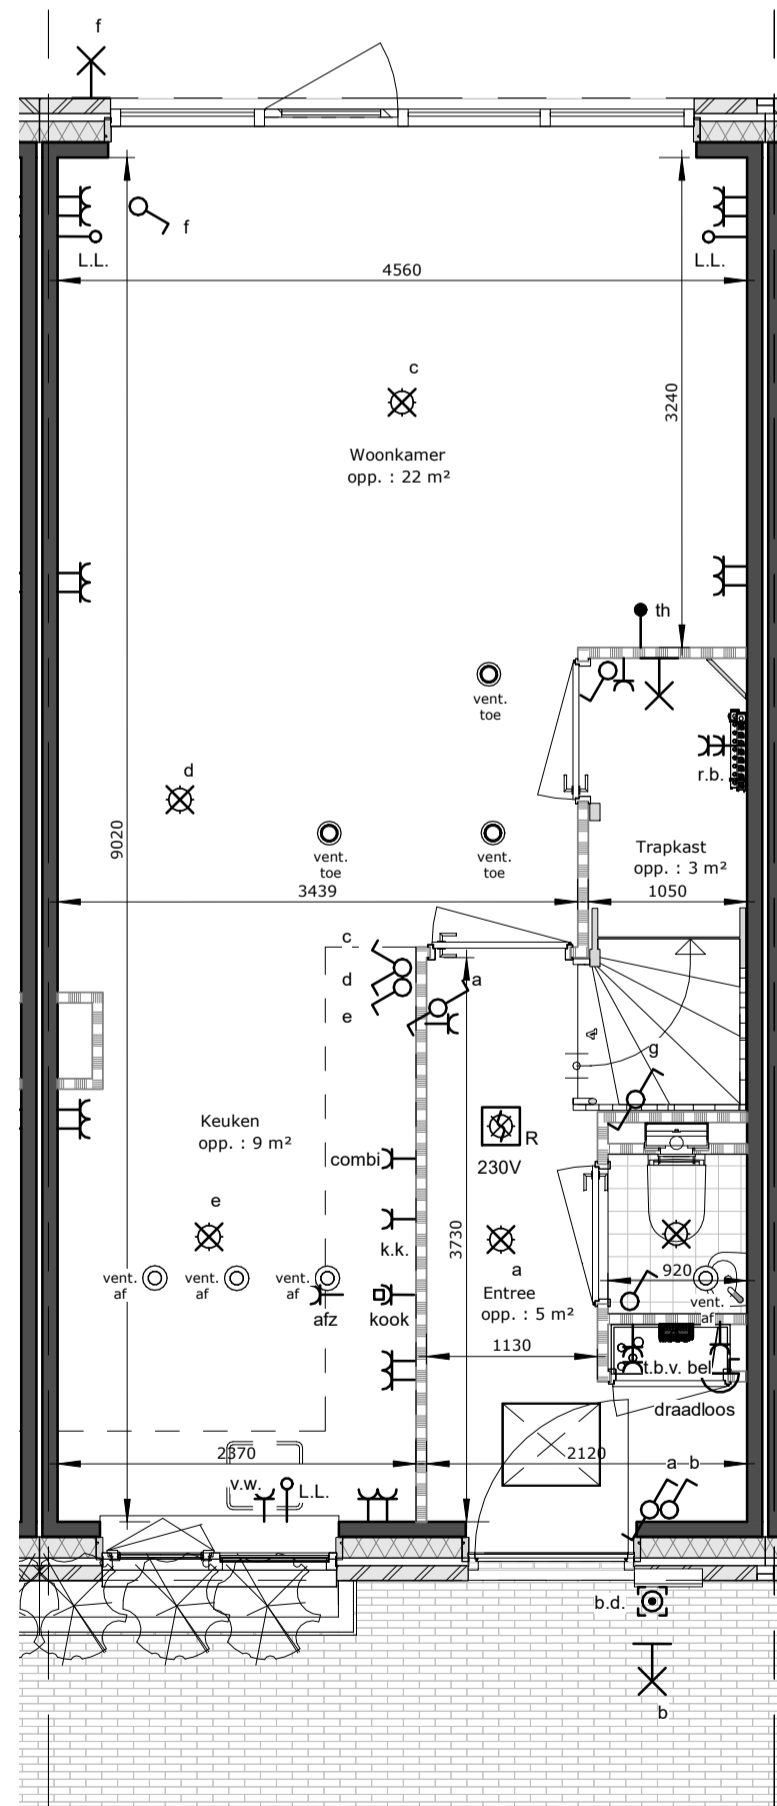 f
f
L.L.
L.L.
4560
c
3240
Woonkamer
opp. : 22 m²
th
vent.
toe
r.b.
d
9020
vent.
toe
vent.
toe
Trapkast
opp. : 3 m²
3439
1050
c
d
a
e
4
g
Keuken
opp. : 9 m²
R
combi
230V
e
k.k.
3730
a
920
vent.
af
vent.
af
vent.
af
Entree
opp. : 5 m²
vent.
af
afz
kook
1130
t.b.v. bel
draadloos
2370
2120
a b
v.w.
L.L.
b.d.
b